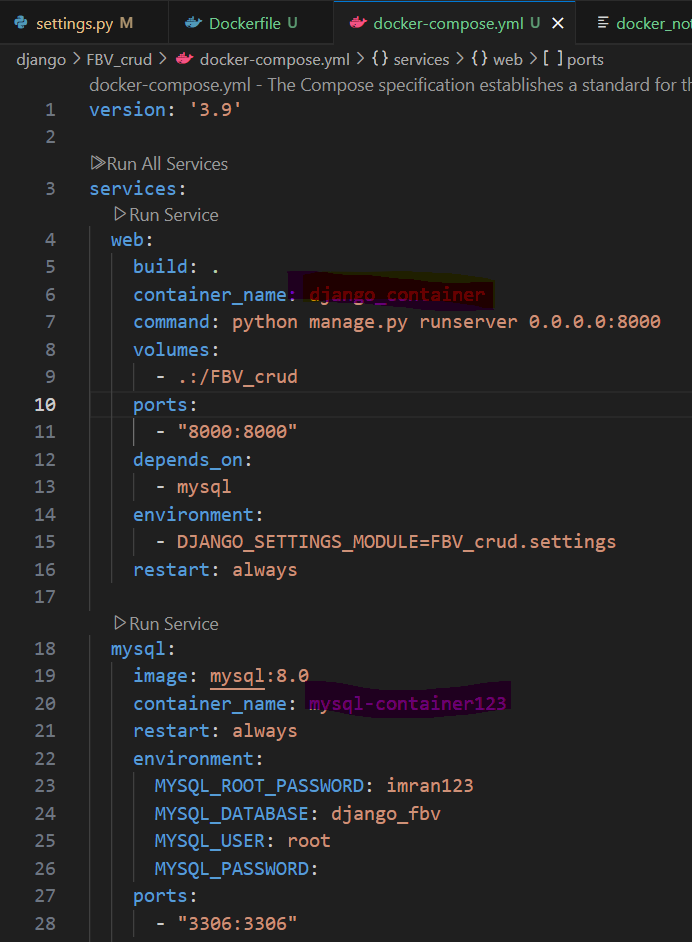 settings.py M
Dockerfile U
docker-compose.yml U
docker_not
django > FBV_crud > docker-compose.yml > {} services > {} web > [ ] ports
docker-compose.yml - The Compose specification establishes a standard for th
1 version: '3.9'
2
Run All Services
3 services:
Run Service
4 web:
5 build: .
6 container_name: django_container
7 command: python manage.py runserver 0.0.0.0:8000
8 volumes:
9 - .:/FBV_crud
10 ports:
11 - "8000:8000"
12 depends_on:
13 - mysql
14 environment:
15 - DJANGO_SETTINGS_MODULE=FBV_crud.settings
16 restart: always
17
Run Service
18 mysql:
19 image: mysql:8.0
20 container_name: mysql-container123
21 restart: always
22 environment:
23 MYSQL_ROOT_PASSWORD: imran123
24 MYSQL_DATABASE: django_fbv
25 MYSQL_USER: root
26 MYSQL_PASSWORD:
27 ports:
28 - "3306:3306"